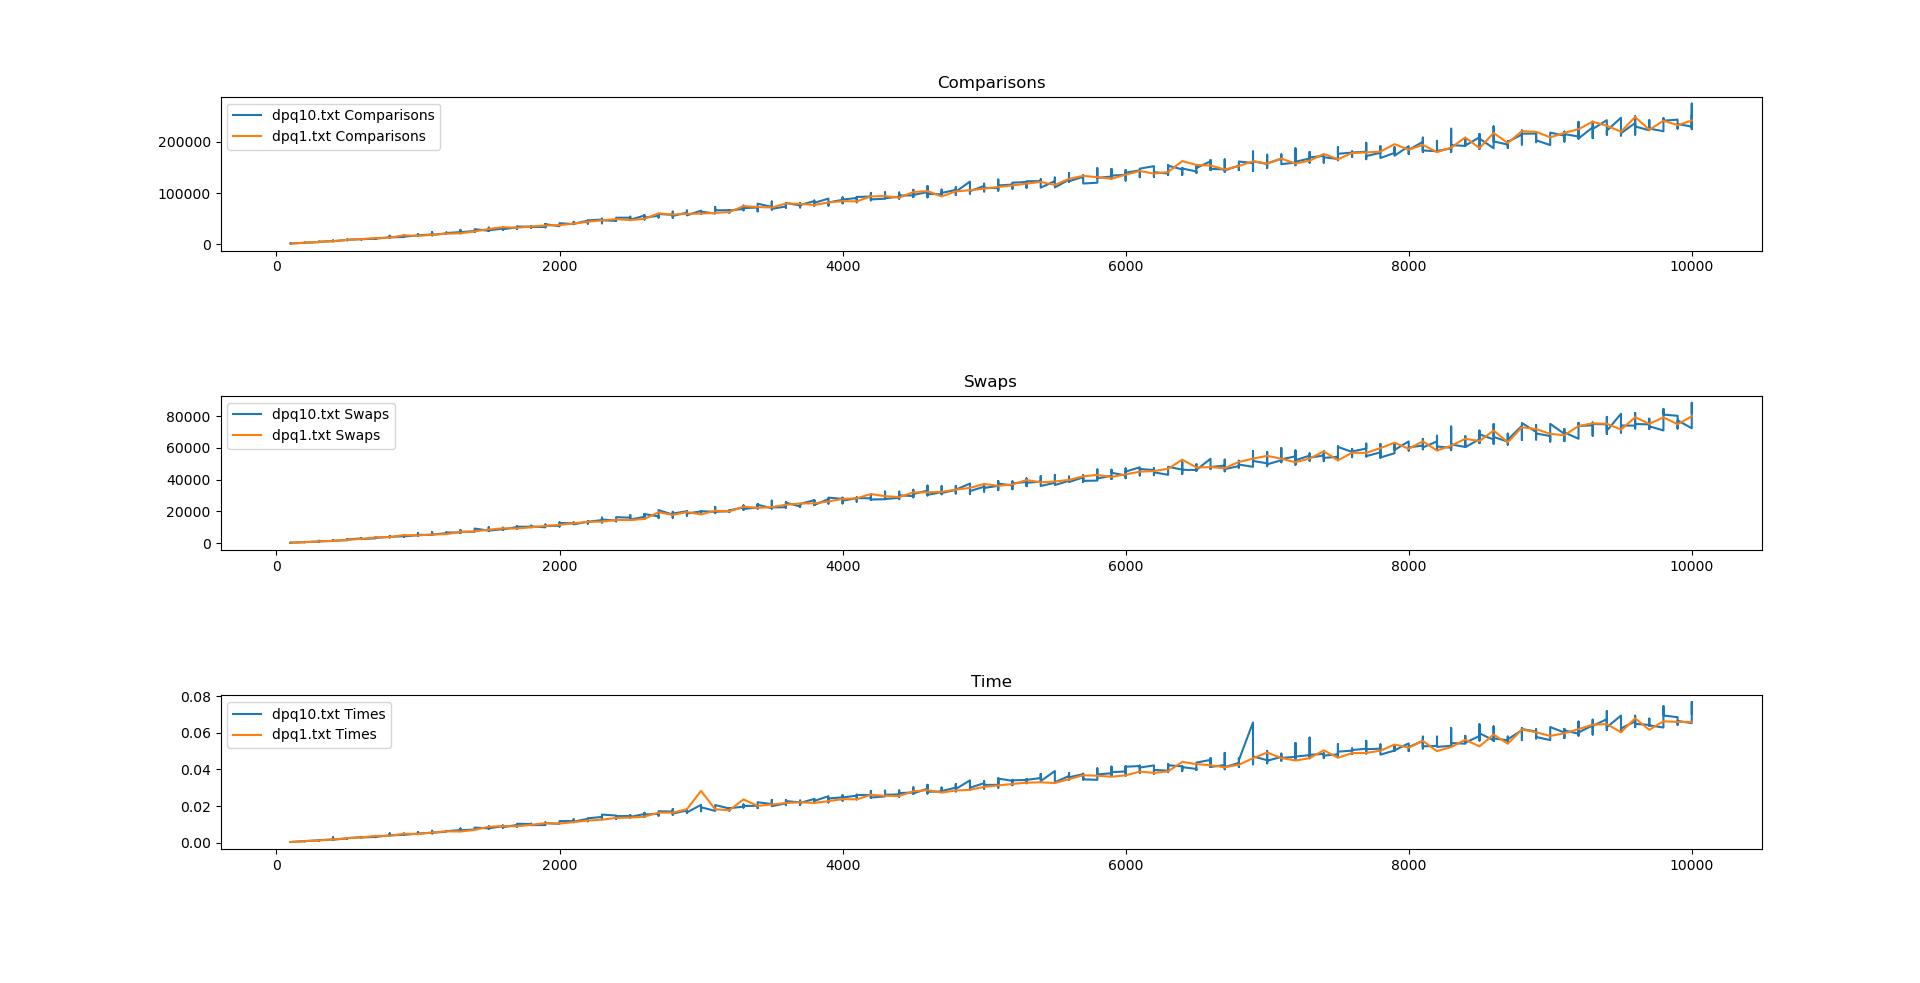 Comparisons
dpq10.txt Comparisons
dpq1.txt Comparisons
200000
100000
0
0 2000 4000 6000 8000 10000
Swaps
dpq10.txt Swaps
dpq1.txt Swaps
80000
60000
40000
20000
0
0 2000 4000 6000 8000 10000
Time
0.08
dpq10.txt Times
dpq1.txt Times
0.06
0.04
0.02
0.00
0 2000 4000 6000 8000 10000